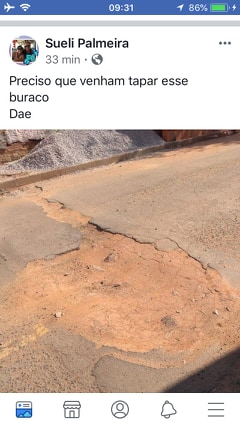 09:31
86%
Sueli Palmeira
33 min
Preciso que venham tapar esse
buraco
Dae